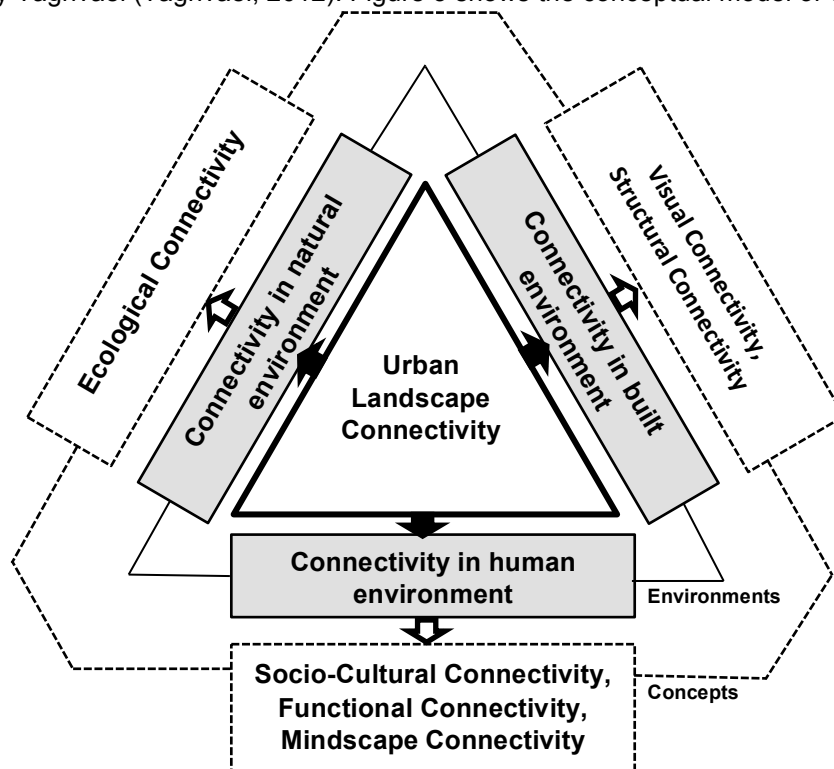 Ecological Connectivity
Connectivity in natural
environment
Urban
Landscape
Connectivity
Connectivity in built
environment
Visual Connectivity,
Structural Connectivity
Connectivity in human
environment
Environments
Socio-Cultural Connectivity,
Functional Connectivity,
Mindscape Connectivity
Concepts